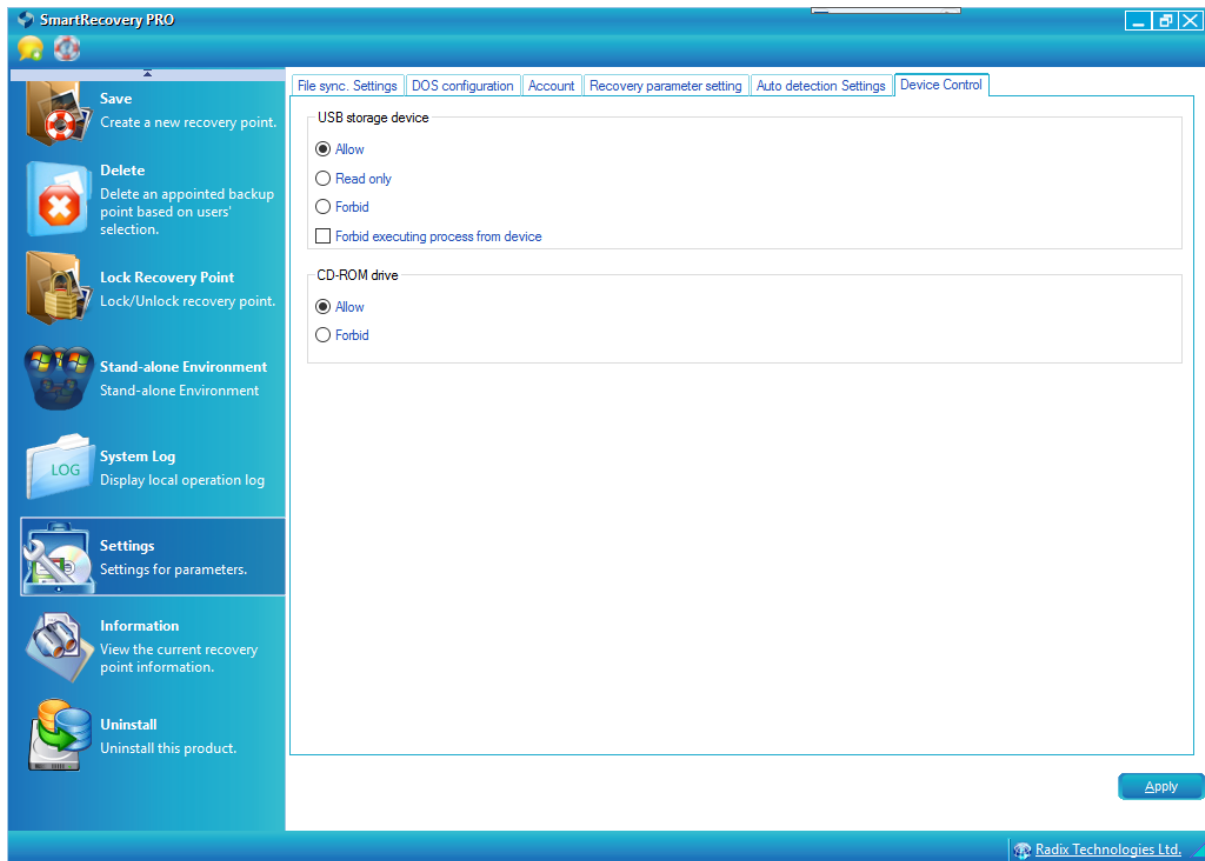 SmartRecovery PRO
Save
Create a new recovery point.
Delete
Delete an appointed backup
point based on users'
selection.
Lock Recovery Point
Lock/Unlock recovery point.
Stand-alone Environment
Stand-alone Environment
LOG
System Log
Display local operation log
Settings
Settings for parameters.
Information
View the current recovery
point information.
Uninstall
Uninstall this product.
File sync. Settings DOS configuration Account Recovery parameter setting Auto detection Settings Device Control
USB storage device
Allow
Read only
Forbid
Forbid executing process from device
CD-ROM drive
Allow
Forbid
Apply
Radix Technologies Ltd.